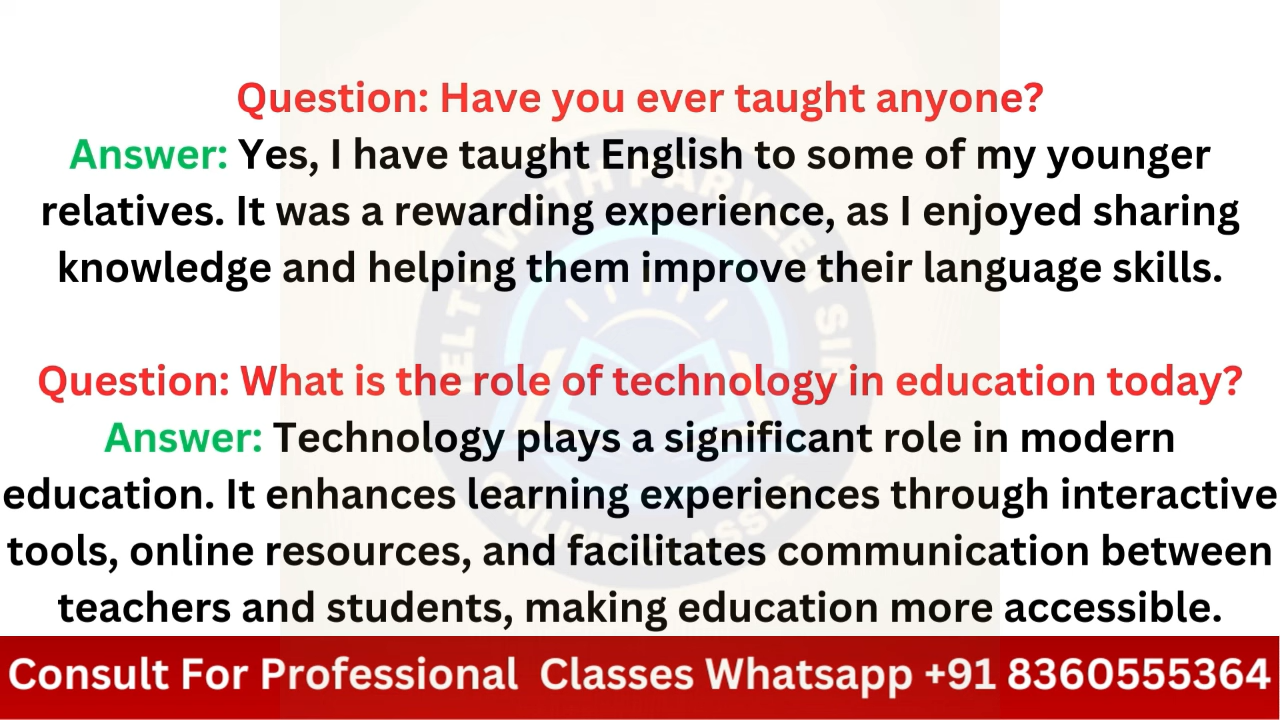 Question: Have you ever taught anyone?
Answer: Yes, I have taught English to some of my younger
relatives. It was a rewarding experience, as I enjoyed sharing
knowledge and helping them improve their language skills.
Question: What is the role of technology in education today?
Answer: Technology plays a significant role in modern
education. It enhances learning experiences through interactive
tools, online resources, and facilitates communication between
teachers and students, making education more accessible.
Consult For Professional Classes Whatsapp +91 8360555364